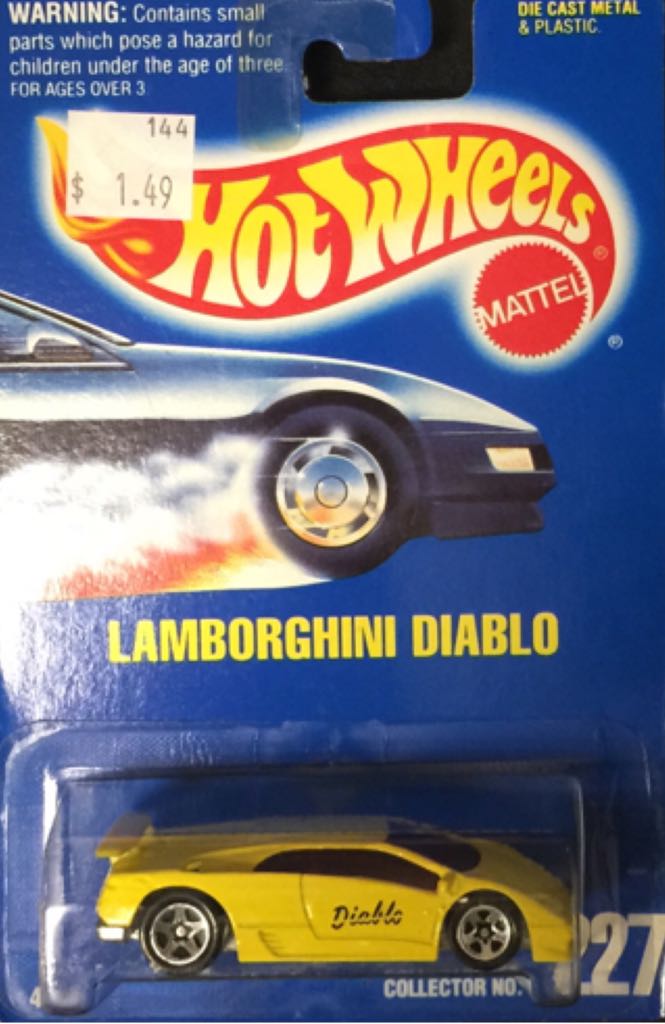 WARNING: Contains small
parts which pose a hazard for
children under the age of three.
FOR AGES OVER 3
DIE CAST METAL
& PLASTIC.
144
$ 1.49
HOT WHEELS®
MATTEL
®
LAMBORGHINI DIABLO
Diablo
4
COLLECTOR NO.
227